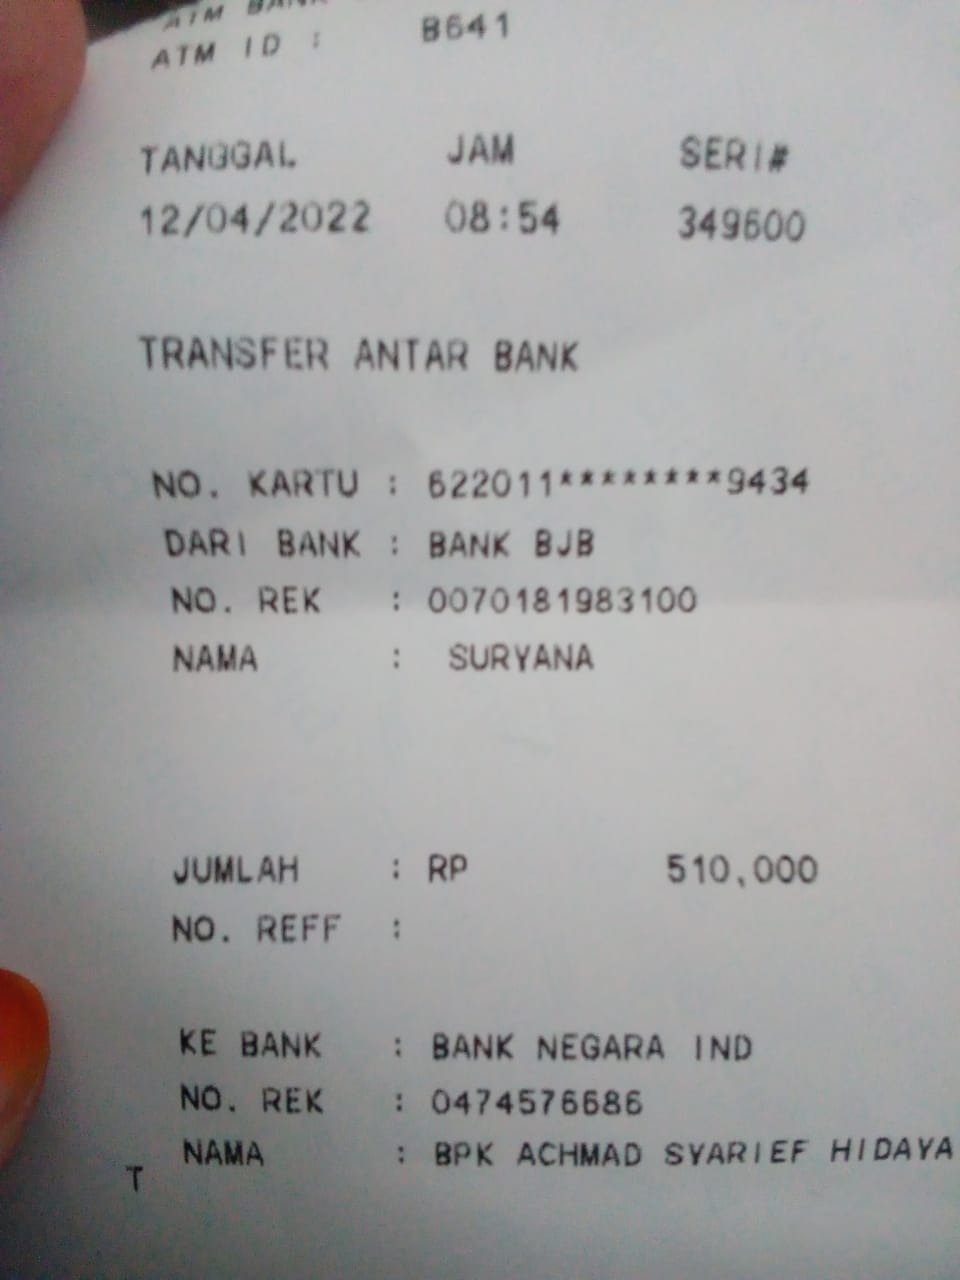 ATM BANK
ATM ID : B641
TANGGAL JAM SERI#
12/04/2022 08:54 349600
TRANSFER ANTAR BANK
NO. KARTU : 622011********9434
DARI BANK : BANK BJB
NO. REK : 0070181983100
NAMA : SURYANA
JUMLAH : RP 510,000
NO. REFF :
KE BANK : BANK NEGARA IND
NO. REK : 0474576686
NAMA : BPK ACHMAD SYARIEF HIDAYA
T